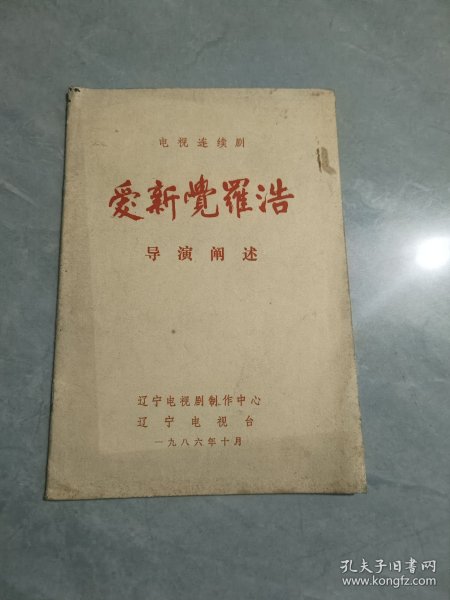 电视连续剧
爱新觉羅浩
导演阐述
辽宁电视剧制作中心
辽宁电视台
一九八六年十月
孔夫子旧书网
www.kongfz.com